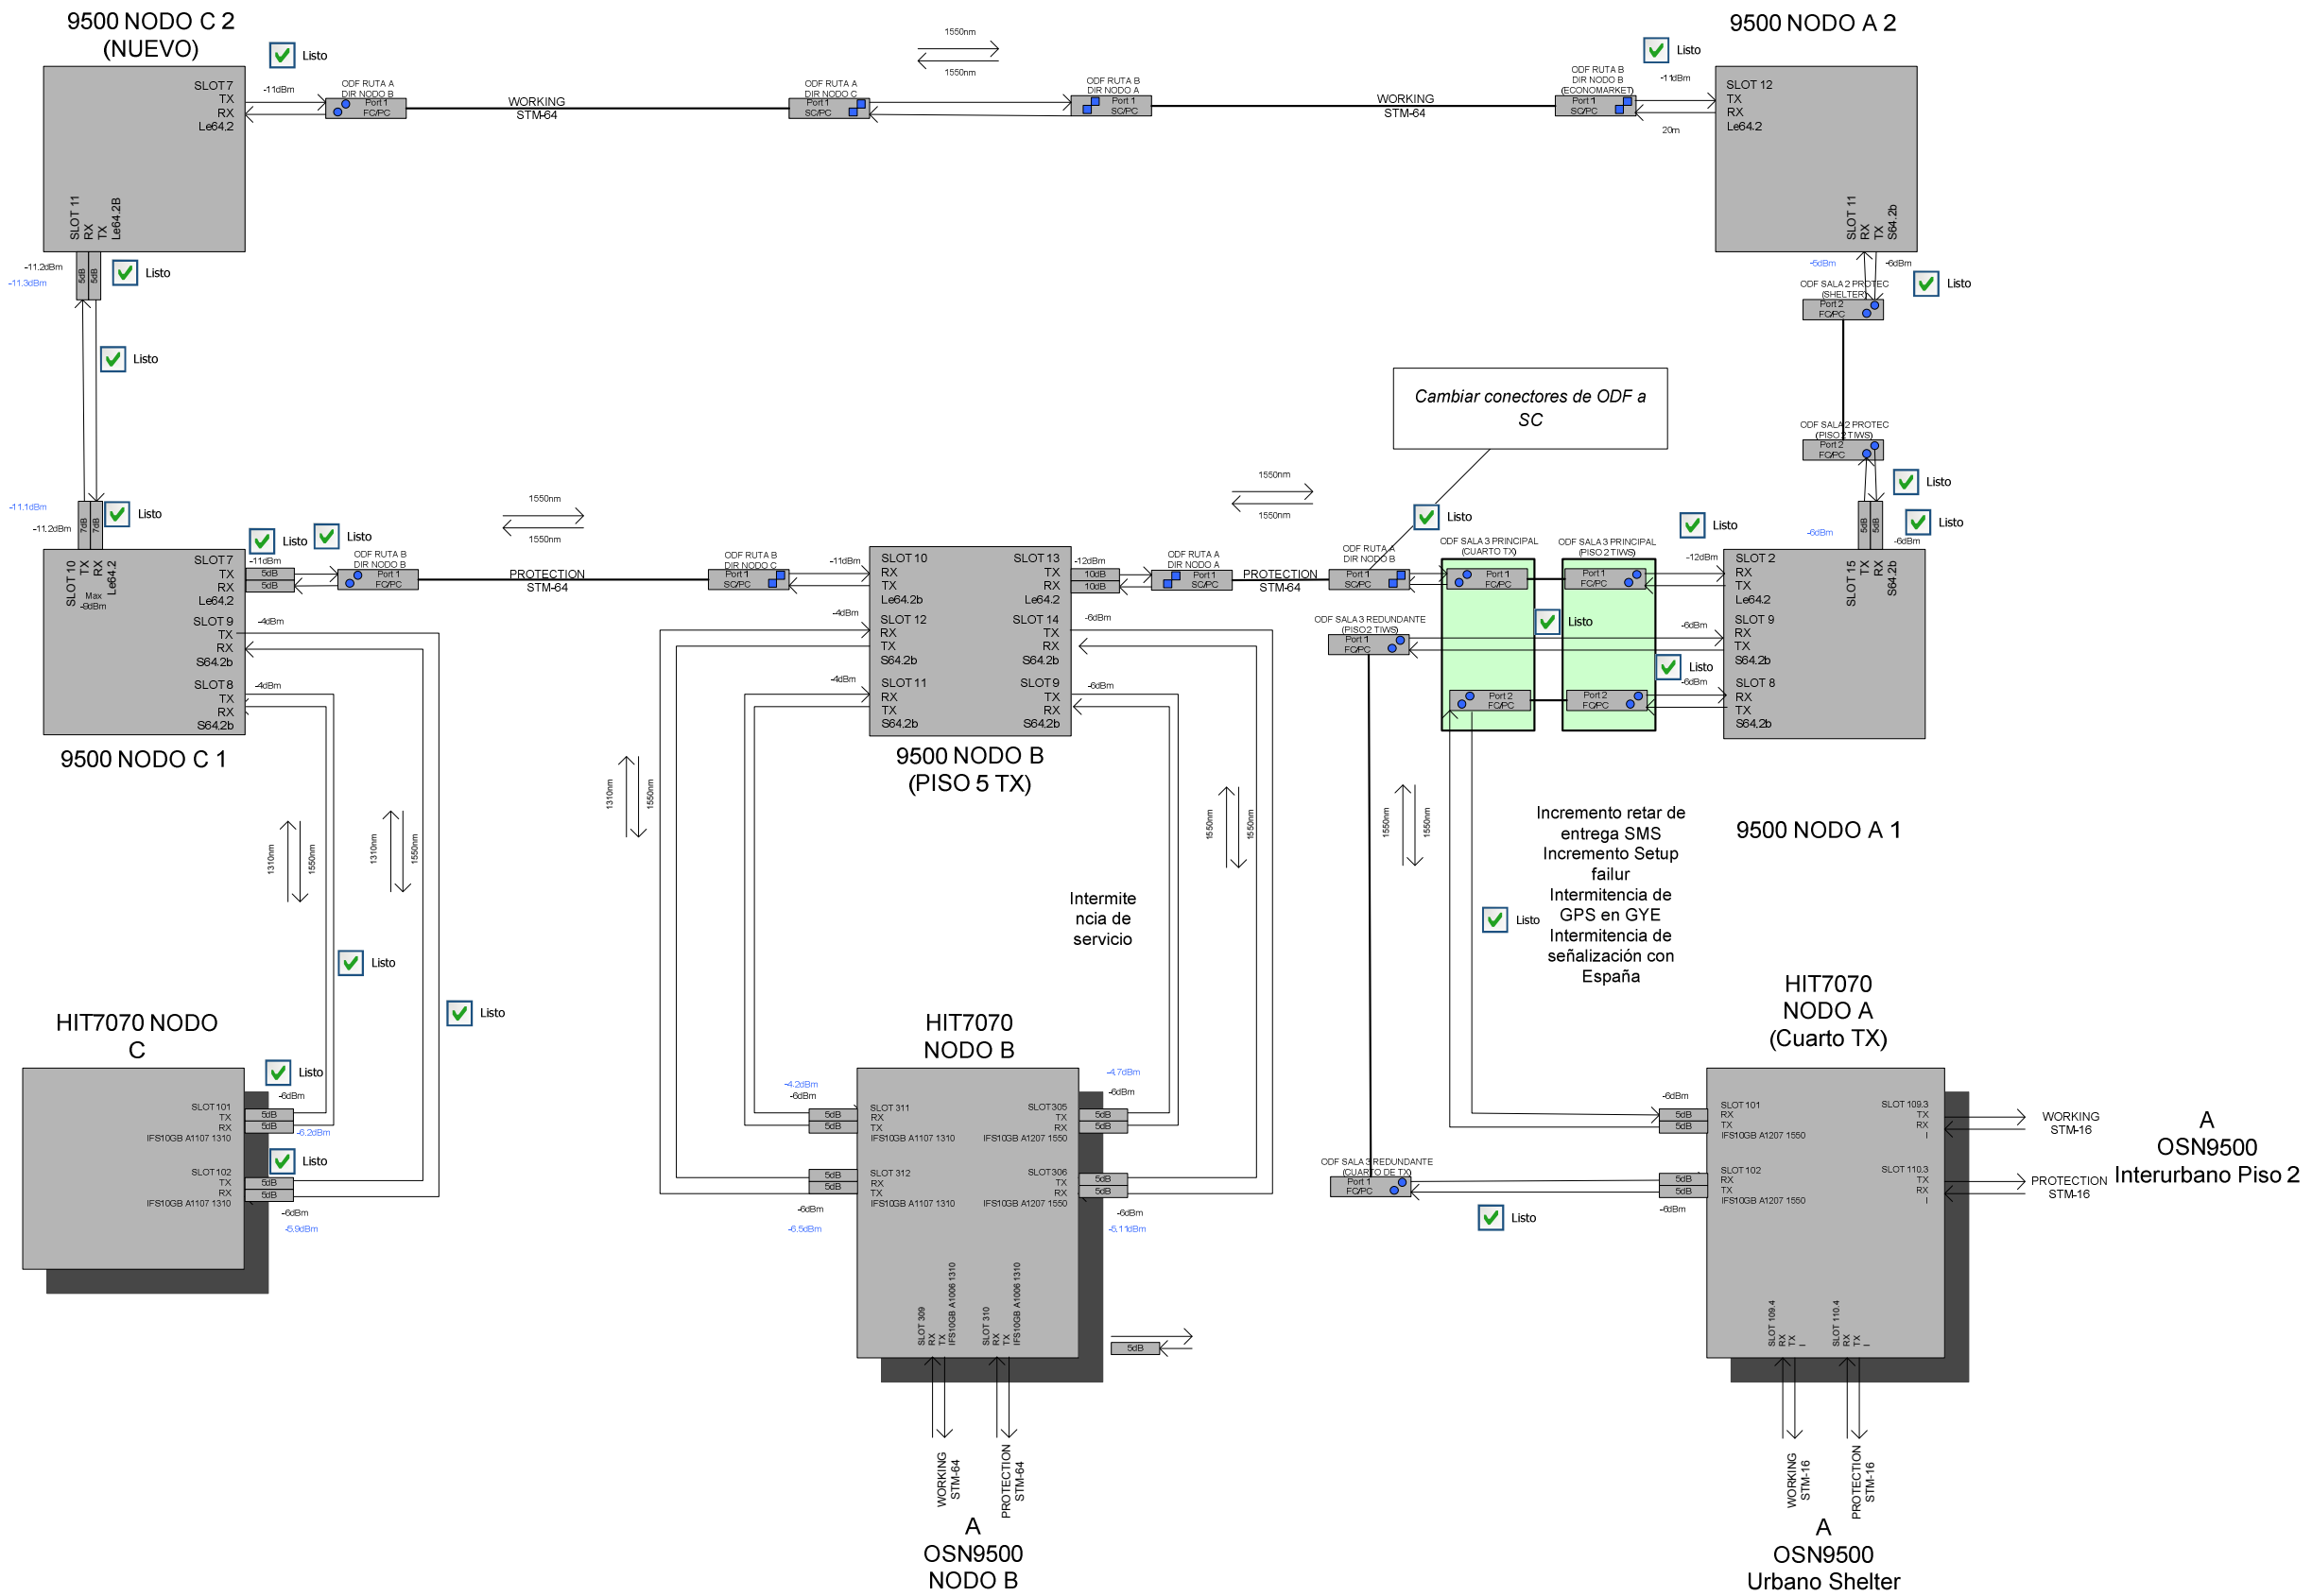 9500 NODO C 2
(NUEVO)
Listo
SLOT 7
TX
RX
Le64.2
-11dBm
ODF RUTA A
DIR NODO B
Port 1
FC/PC
WORKING
STM-64
ODF RUTA A
DIR NODO C
Port 1
SC/PC
1550nm
1550nm
ODF RUTA B
DIR NODO A
Port 1
SC/PC
WORKING
STM-64
ODF RUTA B
DIR NODO B
(ECONOMARKET)
Port 1
SC/PC
Listo
-11dBm
20m
9500 NODO A 2
SLOT 12
TX
RX
Le64.2
SLOT 11
RX
TX
Le64.2B
-11.2dBm
-11.3dBm
5dB
5dB
Listo
Listo
SLOT 11
RX
TX
S64.2b
-5dBm
-6dBm
Listo
ODF SALA 2 PROTEC
(SHELTER)
Port 2
FC/PC
ODF SALA 2 PROTEC
(PISO 2 TIWS)
Port 2
FC/PC
Listo
5dB
5dB
Listo
-6dBm
-6dBm
Cambiar conectores de ODF a
SC
-11.1dBm
-11.2dBm
7dB
7dB
Listo
SLOT 10
TX
RX
Le64.2
Max
-9dBm
SLOT 7
TX
RX
Le64.2
SLOT 9
TX
RX
S64.2b
SLOT 8
TX
RX
S64.2b
9500 NODO C 1
Listo
Listo
-11dBm
5dB
5dB
ODF RUTA B
DIR NODO B
Port 1
FC/PC
1550nm
1550nm
PROTECTION
STM-64
ODF RUTA B
DIR NODO C
Port 1
SC/PC
-11dBm
-4dBm
-4dBm
SLOT 10
RX
TX
Le64.2b
SLOT 12
RX
TX
S64.2b
SLOT 11
RX
TX
S64.2b
SLOT 13
TX
RX
Le64.2
SLOT 14
TX
RX
S64.2b
SLOT 9
TX
RX
S64.2b
9500 NODO B
(PISO 5 TX)
-4dBm
-4dBm
-12dBm
10dB
10dB
-6dBm
-6dBm
ODF RUTA A
DIR NODO A
Port 1
SC/PC
1550nm
1550nm
PROTECTION
STM-64
ODF RUTA A
DIR NODO B
Port 1
SC/PC
Listo
ODF SALA 3 PRINCIPAL
(CUARTO TX)
Port 1
FC/PC
Port 2
FC/PC
ODF SALA 3 PRINCIPAL
(PISO 2 TIWS)
Port 1
FC/PC
Port 2
FC/PC
Listo
ODF SALA 3 REDUNDANTE
(PISO 2 TIWS)
Port 1
FC/PC
Listo
-12dBm
-6dBm
Listo
-6dBm
SLOT 2
RX
TX
Le64.2
SLOT 9
RX
TX
S64.2b
SLOT 8
RX
TX
S64.2b
SLOT 15
TX
RX
S64.2b
9500 NODO A 1
1310nm
1550nm
1310nm
1550nm
1310nm
1550nm
1550nm
1550nm
1550nm
1550nm
Listo
Listo
Intermite
ncia de
servicio
Listo
Incremento retar de
entrega SMS
Incremento Setup
failur
Intermitencia de
GPS en GYE
Intermitencia de
señalización con
España
HIT7070 NODO
C
SLOT 101
TX
RX
IFS10GB A1107 1310
SLOT 102
TX
RX
IFS10GB A1107 1310
Listo
-6dBm
5dB
5dB
-6.2dBm
Listo
5dB
5dB
-6dBm
-5.9dBm
HIT7070
NODO B
-4.2dBm
-6dBm
5dB
5dB
5dB
5dB
-6dBm
-6.5dBm
SLOT 311
RX
TX
IFS10GB A1107 1310
SLOT 312
RX
TX
IFS10GB A1107 1310
SLOT 305
TX
RX
IFS10GB A1207 1550
SLOT 306
TX
RX
IFS10GB A1207 1550
-4.7dBm
-6dBm
5dB
5dB
5dB
5dB
-6dBm
-5.11dBm
SLOT 309
RX
TX
IFS10GB A1006 1310
SLOT 310
RX
TX
IFS10GB A1006 1310
5dB
WORKING
STM-64
PROTECTION
STM-64
A
OSN9500
NODO B
ODF SALA 3 REDUNDANTE
(CUARTO DE TX)
Port 1
FC/PC
Listo
HIT7070
NODO A
(Cuarto TX)
-6dBm
5dB
5dB
5dB
5dB
-6dBm
SLOT 101
RX
TX
IFS10GB A1207 1550
SLOT 102
RX
TX
IFS10GB A1207 1550
SLOT 109.3
TX
RX
I
SLOT 110.3
TX
RX
I
WORKING
STM-16
PROTECTION
STM-16
A
OSN9500
Interurbano Piso 2
SLOT 109.4
RX
TX
I
SLOT 110.4
RX
TX
I
WORKING
STM-16
PROTECTION
STM-16
A
OSN9500
Urbano Shelter